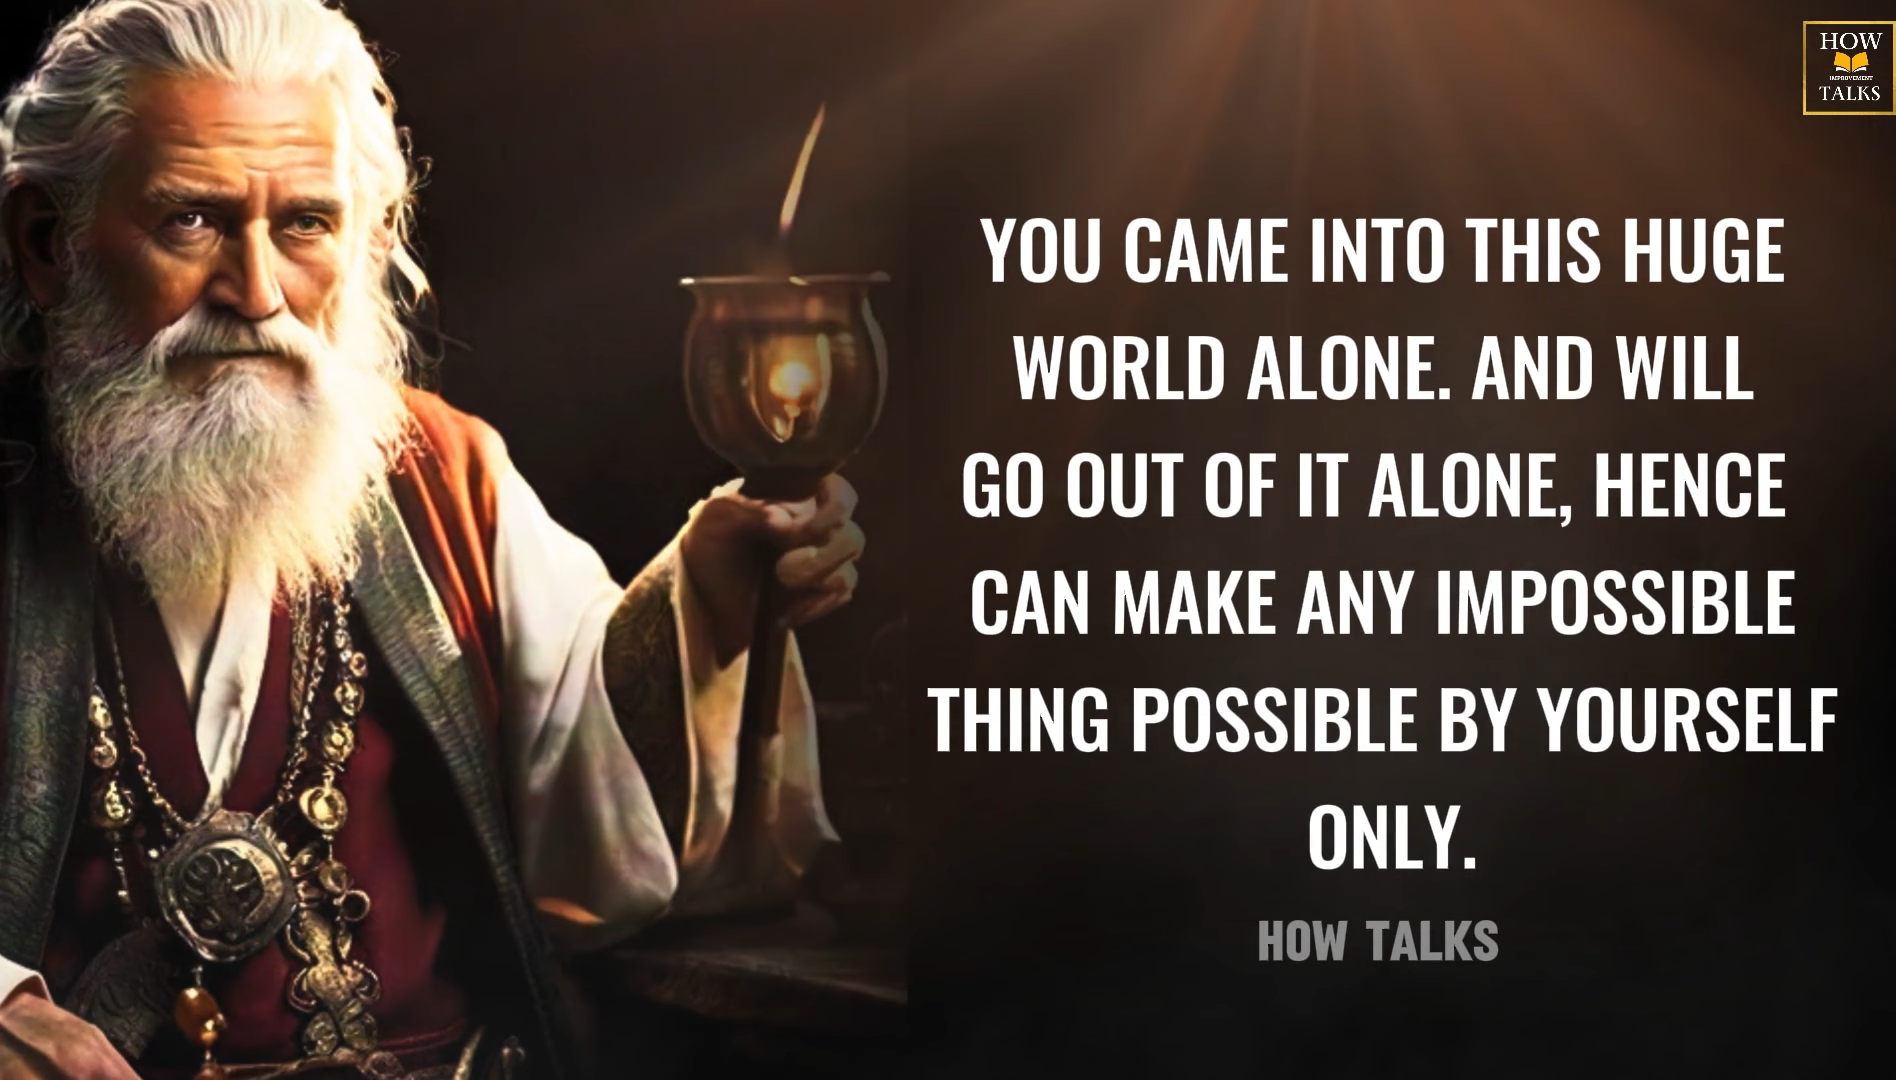 HOW
IMPROVEMENT
TALKS
YOU CAME INTO THIS HUGE
WORLD ALONE. AND WILL
GO OUT OF IT ALONE, HENCE
CAN MAKE ANY IMPOSSIBLE
THING POSSIBLE BY YOURSELF
ONLY.
HOW TALKS